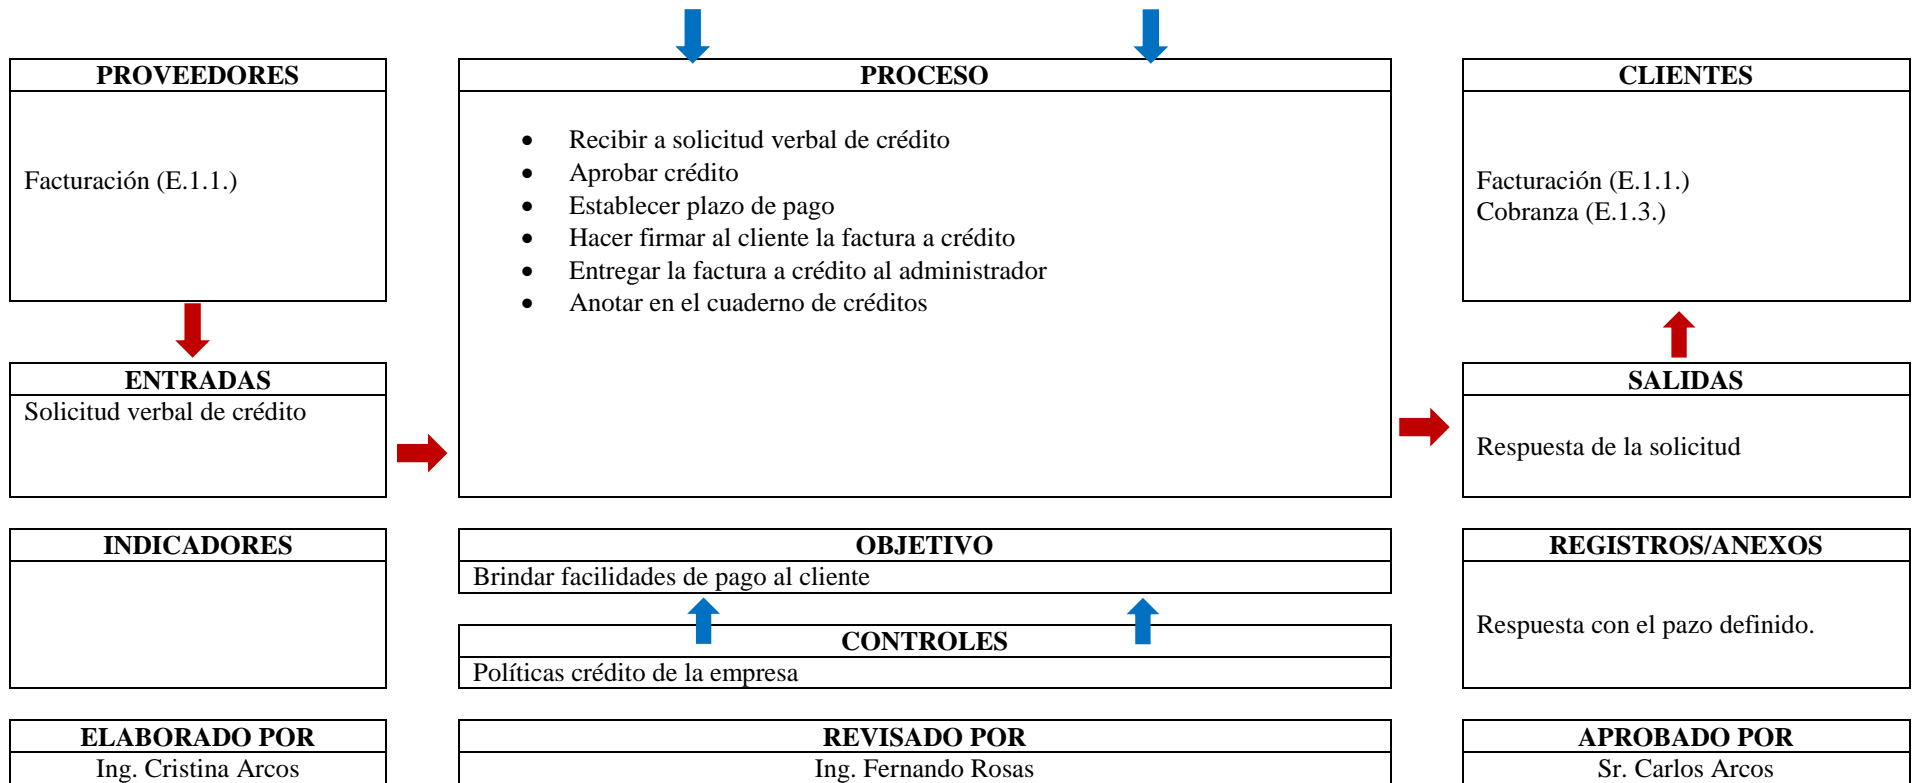 PROVEEDORES
Facturación (E.1.1.)
PROCESO
• Recibir a solicitud verbal de crédito
• Aprobar crédito
• Establecer plazo de pago
• Hacer firmar al cliente la factura a crédito
• Entregar la factura a crédito al administrador
• Anotar en el cuaderno de créditos
CLIENTES
Facturación (E.1.1.)
Cobranza (E.1.3.)
ENTRADAS
Solicitud verbal de crédito
SALIDAS
Respuesta de la solicitud
INDICADORES
OBJETIVO
Brindar facilidades de pago al cliente
CONTROLES
Políticas crédito de la empresa
REGISTROS/ANEXOS
Respuesta con el pazo definido.
ELABORADO POR
Ing. Cristina Arcos
REVISADO POR
Ing. Fernando Rosas
APROBADO POR
Sr. Carlos Arcos